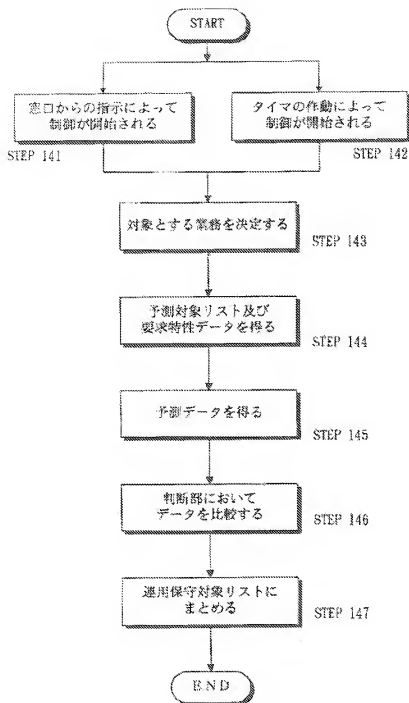 START
窓口からの指示によって
制御が開始される
STEP 141
タイマの作動によって
制御が開始される
STEP 142
対象とする業務を決定する
STEP 143
予測対象リスト及び
要求特性データを得る
STEP 144
予測データを得る
STEP 145
判断部において
データを比較する
STEP 146
運用保守対象リストに
まとめる
STEP 147
END